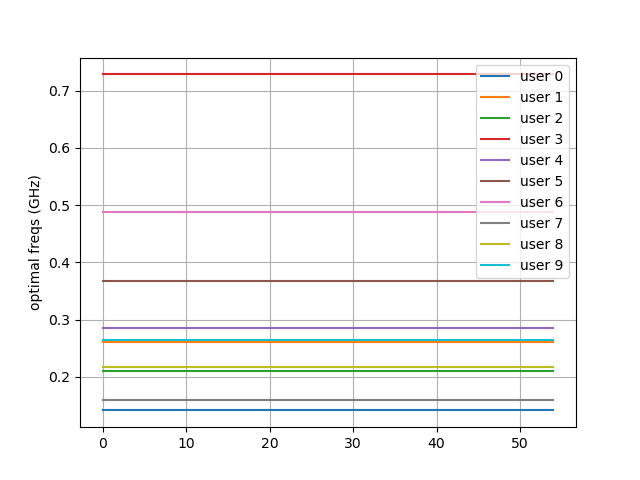 optimal freqs (GHz)
0.7
0.6
0.5
0.4
0.3
0.2
0 10 20 30 40 50
user 0
user 1
user 2
user 3
user 4
user 5
user 6
user 7
user 8
user 9